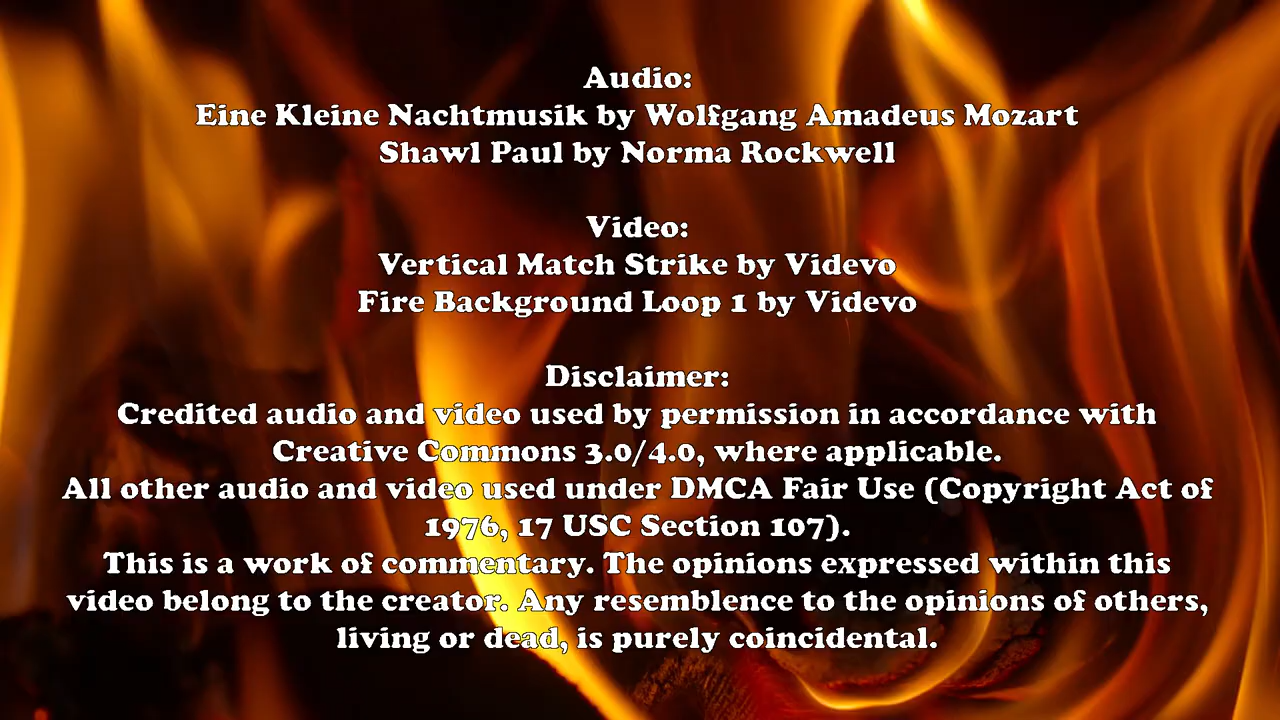 Audio:
Eine Kleine Nachtmusik by Wolfgang Amadeus Mozart
Shawl Paul by Norma Rockwell
Video:
Vertical Match Strike by Videvo
Fire Background Loop 1 by Videvo
Disclaimer:
Credited audio and video used by permission in accordance with
Creative Commons 3.0/4.0, where applicable.
All other audio and video used under DMCA Fair Use (Copyright Act of
1976, 17 USC Section 107).
This is a work of commentary. The opinions expressed within this
video belong to the creator. Any resemblence to the opinions of others,
living or dead, is purely coincidental.